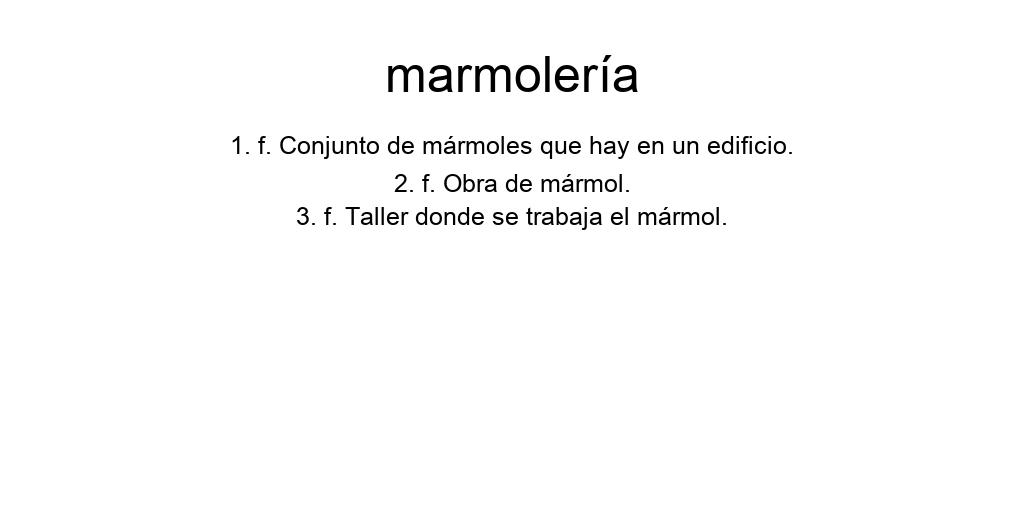 marmolería
1. f. Conjunto de mármoles que hay en un edificio.
2. f. Obra de mármol.
3. f. Taller donde se trabaja el mármol.